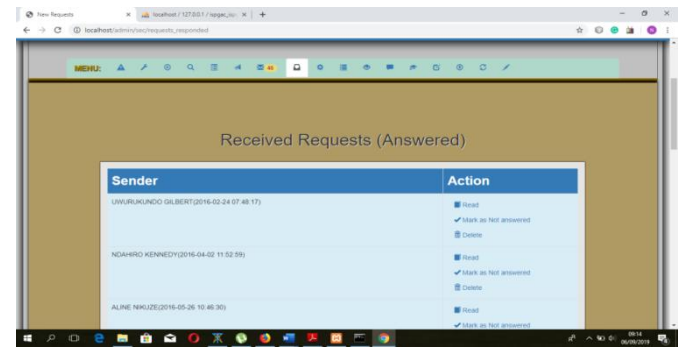 New Requests
localhost / 127.0.0.1 /
localhost/admin/sec/requests_responded
MENU:
Received Requests (Answered)
Sender Action
UWURUKUNDO GILBERT(2016-02-24 07:48:17)
Read
Mark as Not answered
Delete
NDAHIRO KENNEDY(2016-04-02 11:52:59)
Read
Mark as Not answered
Delete
ALINE NIKUZE(2016-05-26 10:46:30)
Read
Mark as Not answered
09:14
06/09/2019